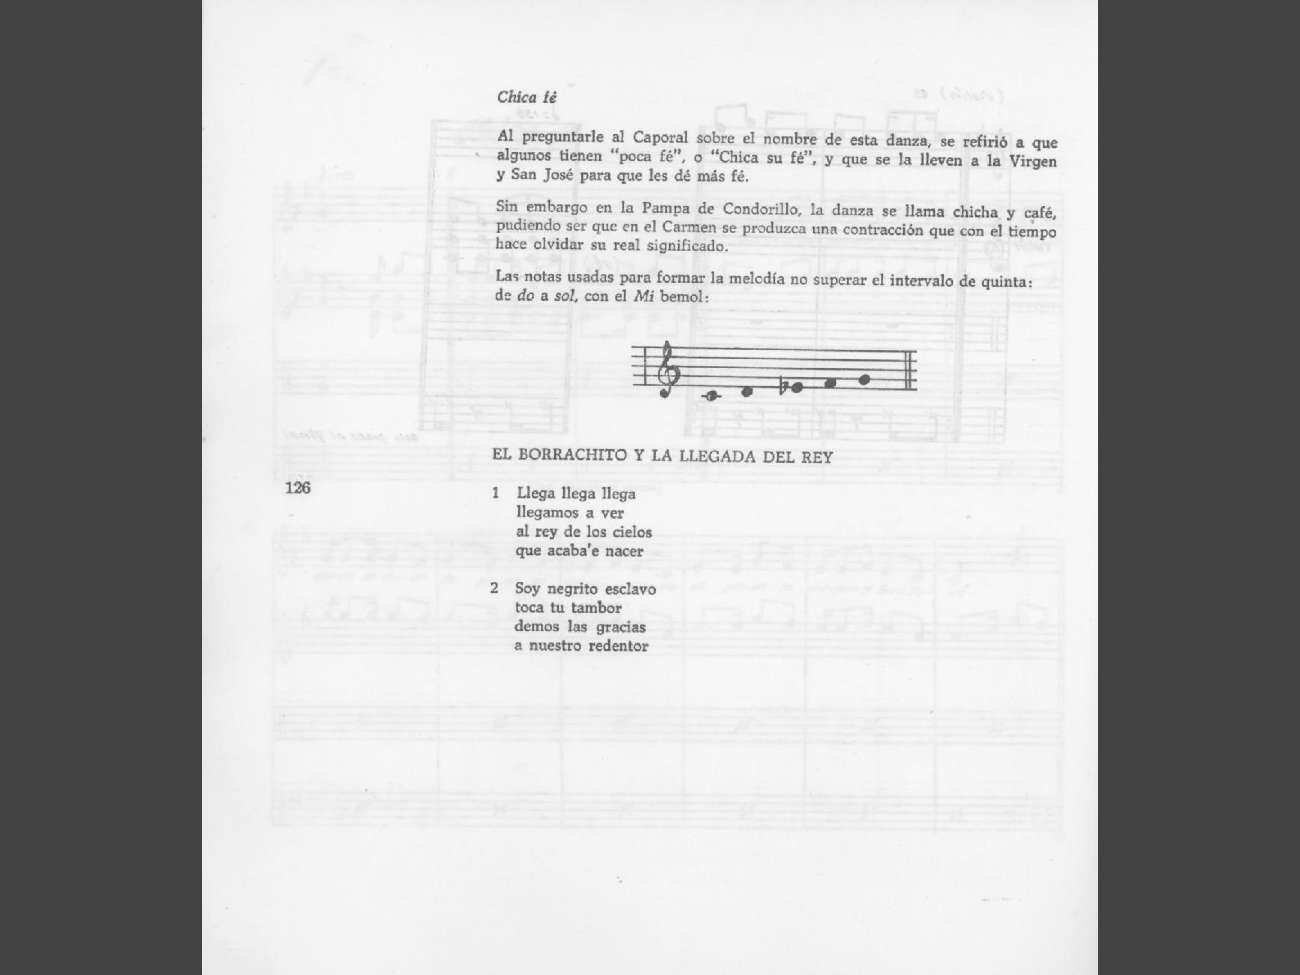 Chica fé
Al preguntarle al Caporal sobre el nombre de esta danza, se refirió a que
algunos tienen “poca fé”, o “Chica su fé”, y que se la lleven a la Virgen
y San José para que les dé más fé.
Sin embargo en la Pampa de Condorillo, la danza se llama chicha y café,
pudiendo ser que en el Carmen se produzca una contracción que con el tiempo
hace olvidar su real significado.
Las notas usadas para formar la melodía no superar el intervalo de quinta:
de do a sol, con el Mi bemol:
EL BORRACHITO Y LA LLEGADA DEL REY
126
1 Llega llega llega
llegamos a ver
al rey de los cielos
que acaba'e nacer
2 Soy negrito esclavo
toca tu tambor
demos las gracias
a nuestro redentor